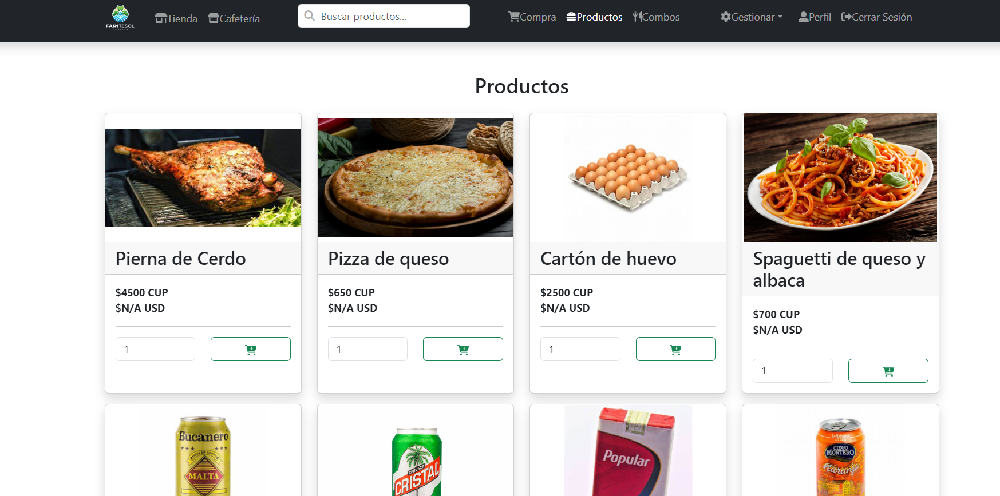 FARMTESOL
Tienda
Cafetería
Buscar productos...
Compra
Productos
Combos
Gestionar
Perfil
Cerrar Sesión
Productos
Pierna de Cerdo
$4500 CUP
$N/A USD
1
Pizza de queso
$650 CUP
$N/A USD
1
Cartón de huevo
$2500 CUP
$N/A USD
1
Spaguetti de queso y
albaca
$700 CUP
$N/A USD
1
Bucanero
MALTA
CERVEZA
CRISTAL
Popular
CIEGO
MONTERO
Naranja